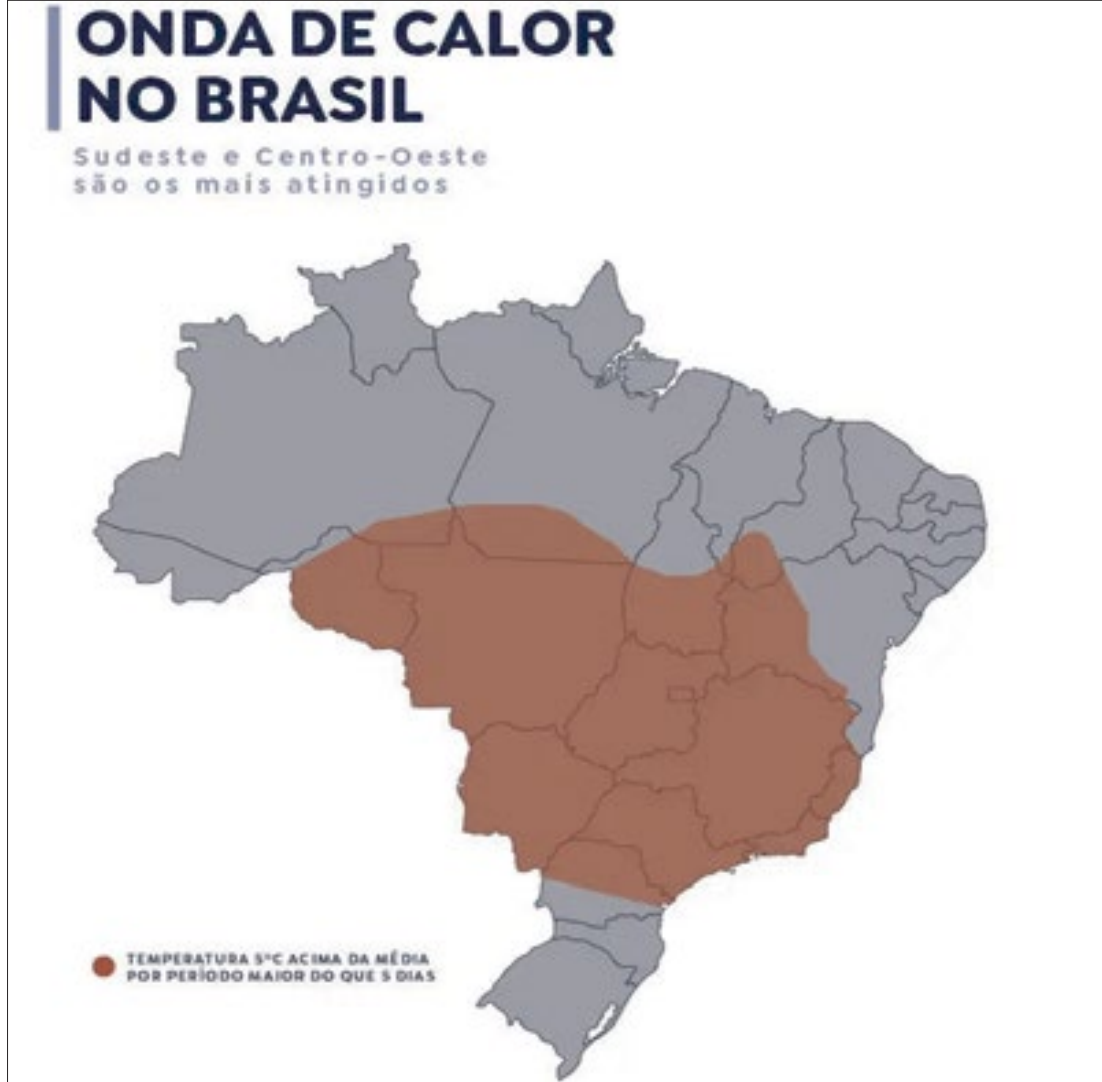 ONDA DE CALOR
NO BRASIL
Sudeste e Centro-Oeste
são os mais atingidos
TEMPERATURA 5°C ACIMA DA MÉDIA
POR PERÍODO MAIOR DO QUE 5 DIAS